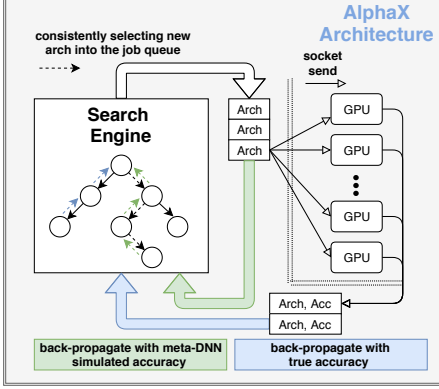 AlphaX
Architecture
consistently selecting new
arch into the job queue
socket
send
Search
Engine
Arch
Arch
Arch
GPU
GPU
GPU
GPU
Arch, Acc
Arch, Acc
back-propagate with meta-DNN
simulated accuracy
back-propagate with
true accuracy